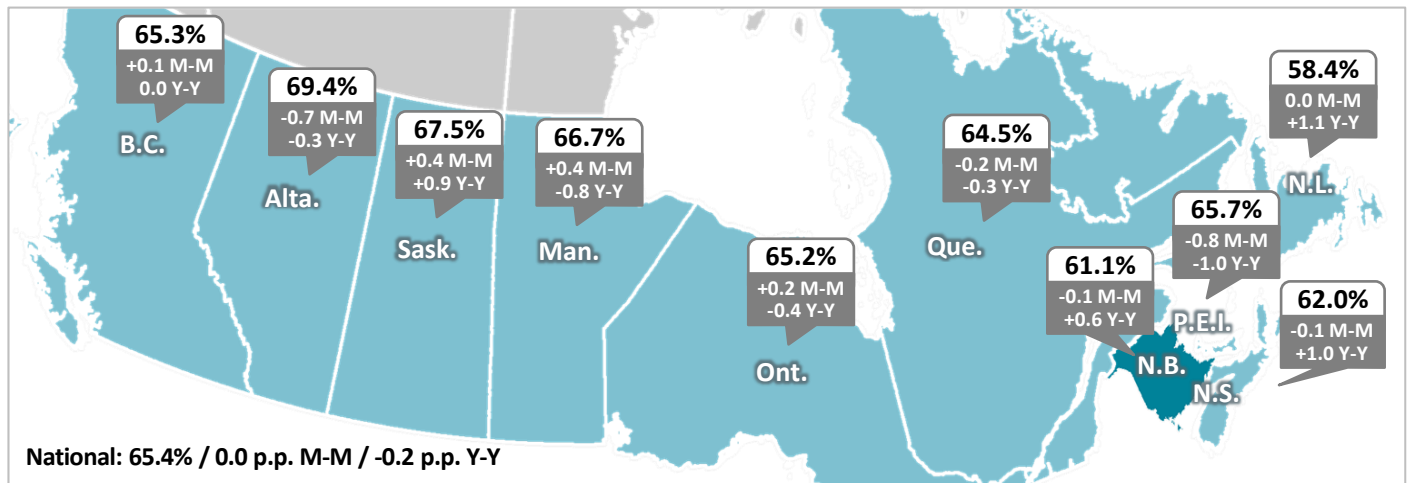 65.3%
+0.1 M-M
0.0 Y-Y
B.C.
69.4%
-0.7 M-M
-0.3 Y-Y
Alta.
67.5%
+0.4 M-M
+0.9 Y-Y
Sask.
66.7%
+0.4 M-M
-0.8 Y-Y
Man.
65.2%
+0.2 M-M
-0.4 Y-Y
Ont.
64.5%
-0.2 M-M
-0.3 Y-Y
Que.
58.4%
0.0 M-M
+1.1 Y-Y
N.L.
65.7%
-0.8 M-M
-1.0 Y-Y
P.E.I.
61.1%
-0.1 M-M
+0.6 Y-Y
N.B.
62.0%
-0.1 M-M
+1.0 Y-Y
N.S.
National: 65.4% / 0.0 p.p. M-M / -0.2 p.p. Y-Y